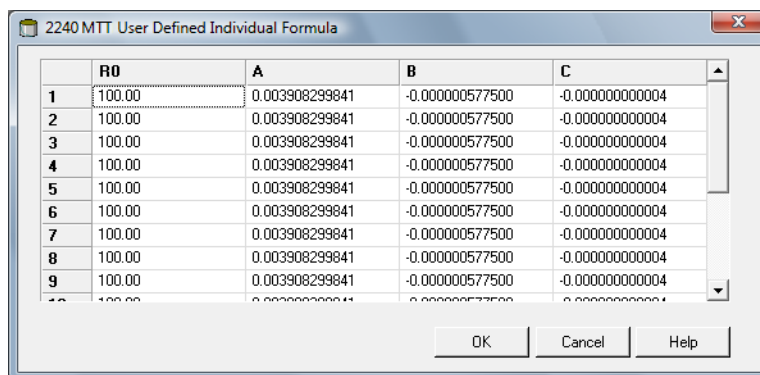 2240 MTT User Defined Individual Formula
R0 A B C
1 100.00 0.003908299841 -0.000000577500 -0.000000000004
2 100.00 0.003908299841 -0.000000577500 -0.000000000004
3 100.00 0.003908299841 -0.000000577500 -0.000000000004
4 100.00 0.003908299841 -0.000000577500 -0.000000000004
5 100.00 0.003908299841 -0.000000577500 -0.000000000004
6 100.00 0.003908299841 -0.000000577500 -0.000000000004
7 100.00 0.003908299841 -0.000000577500 -0.000000000004
8 100.00 0.003908299841 -0.000000577500 -0.000000000004
9 100.00 0.003908299841 -0.000000577500 -0.000000000004
OK Cancel Help